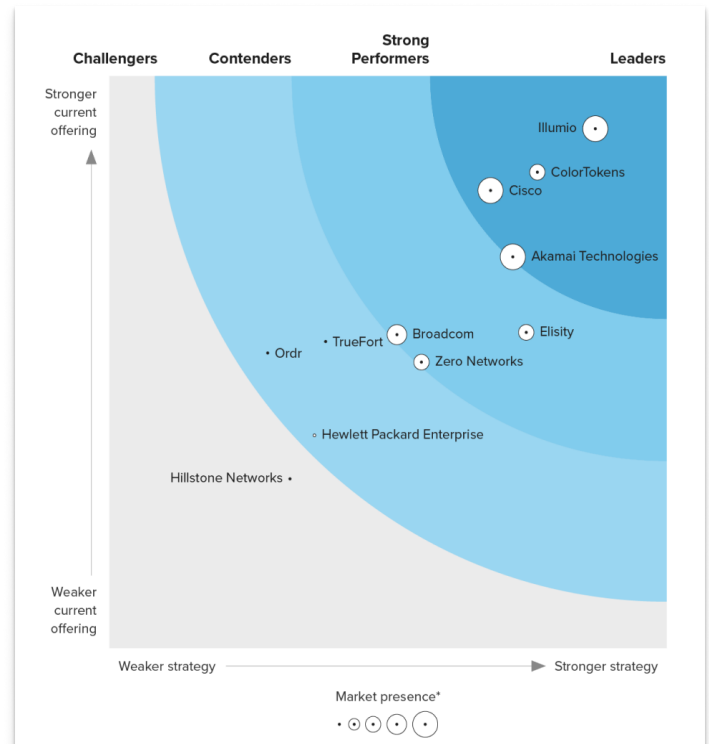 Challengers
Contenders
Strong
Performers
Leaders
Stronger
current
offering
Illumio
ColorTokens
Cisco
Akamai Technologies
Elisity
Broadcom
TrueFort
Ordr
Zero Networks
Hewlett Packard Enterprise
Hillstone Networks
Weaker
current
offering
Weaker strategy
Stronger strategy
Market presence*